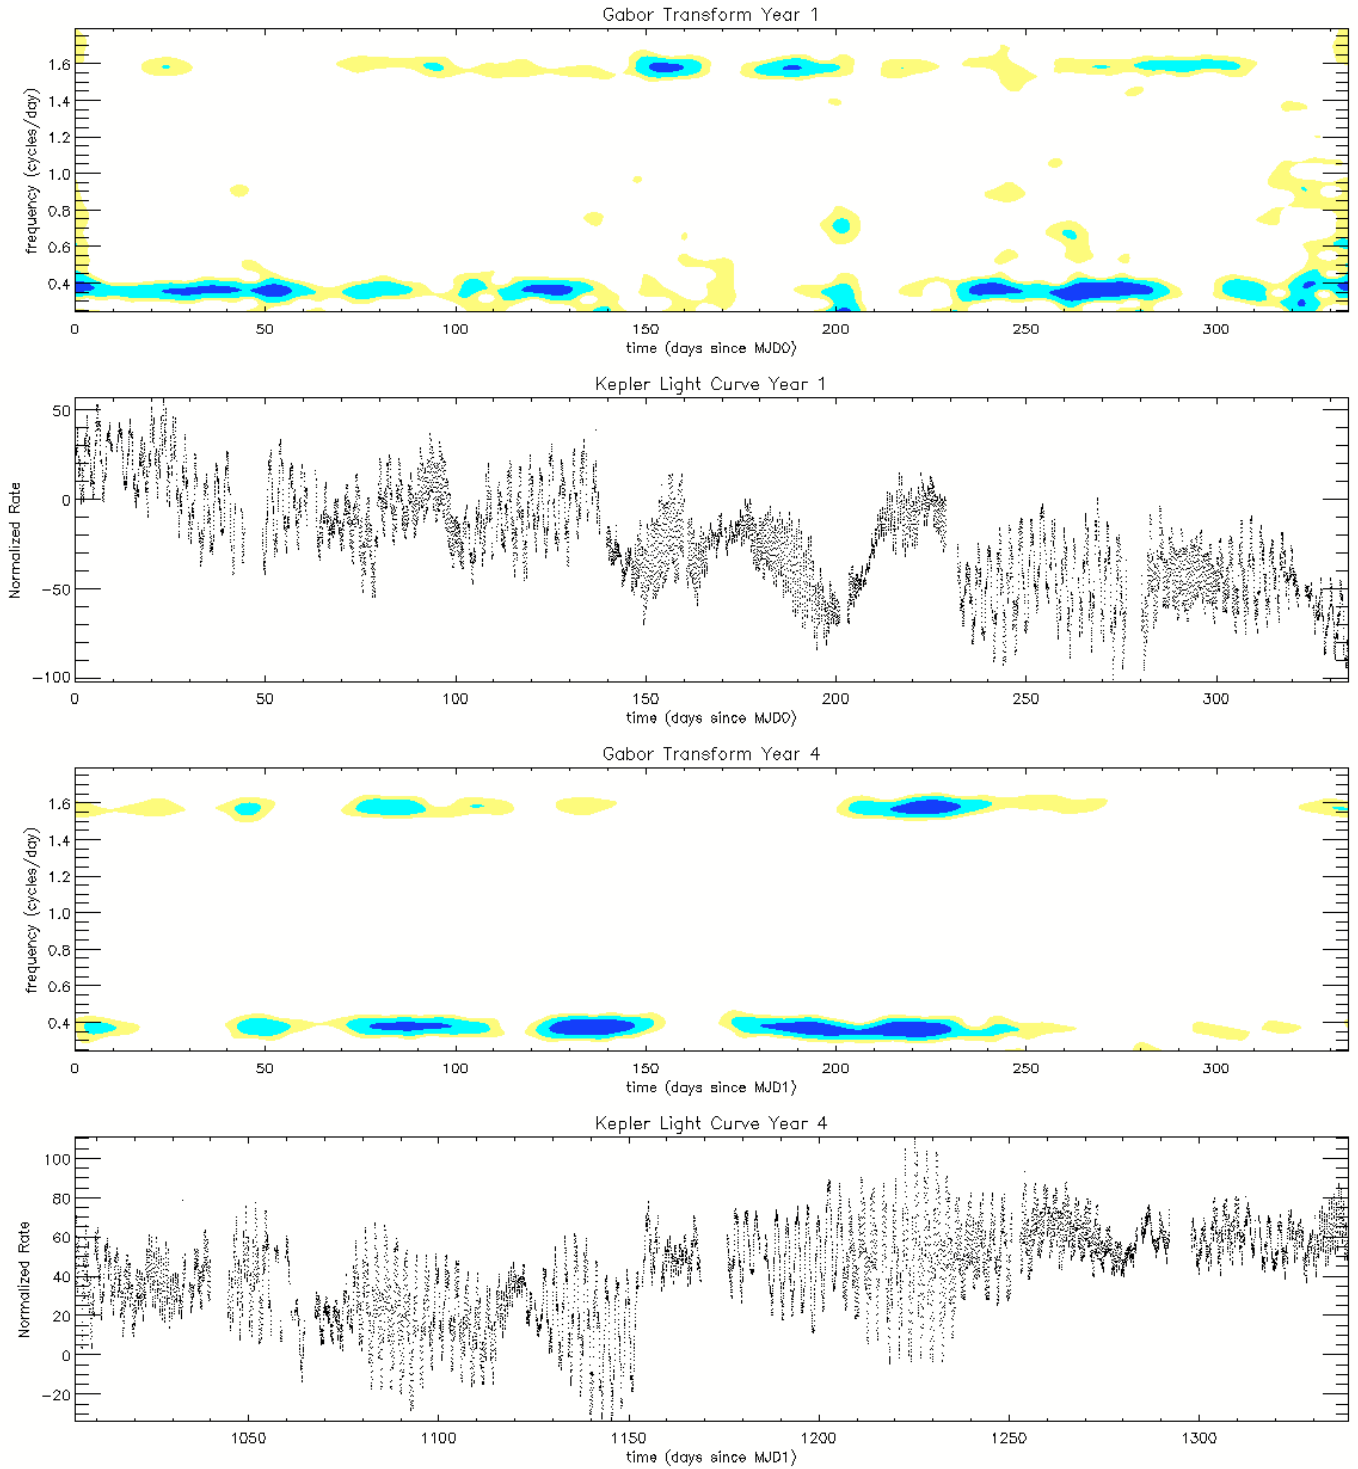 Gabor Transform Year 1
frequency (cycles/day)
1.6
1.4
1.2
1.0
0.8
0.6
0.4
0 50 100 150 200 250 300
time (days since MJD0)
Kepler Light Curve Year 1
Normalized Rate
50
0
−50
−100
0 50 100 150 200 250 300
time (days since MJD0)
Gabor Transform Year 4
frequency (cycles/day)
1.6
1.4
1.2
1.0
0.8
0.6
0.4
0 50 100 150 200 250 300
time (days since MJD1)
Kepler Light Curve Year 4
Normalized Rate
100
80
60
40
20
0
−20
1050 1100 1150 1200 1250 1300
time (days since MJD1)